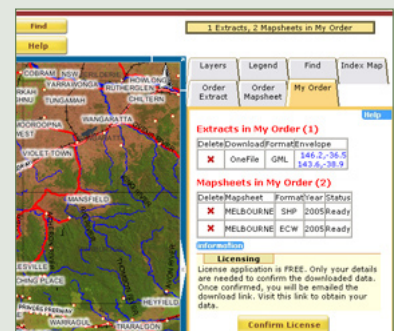 Find
1 Extracts, 2 Mapsheets in My Order
Help
Layers Legend Find Index Map
Order Extract Order Mapsheet My Order
Help
Extracts in My Order (1)
Delete Download Format Envelope
OneFile GML 146.2,-36.5
143.6,-38.9
Mapsheets in My Order (2)
Delete Mapsheet Format Year Status
MELBOURNE SHP 2005 Ready
MELBOURNE ECW 2005 Ready
Information
Licensing
License application is FREE. Only your details
are needed to confirm the downloaded data.
Once confirmed, you will be emailed the
download link. Visit this link to obtain your
data.
Confirm License
COBRAM NSW
YARRAWONGA HOWLONG
RUTHERGLEN
TUNGAMAH CHILTERN
WANGARATTA
MOOROOPNA
VIOLET TOWN
MANSFIELD
CHING PLACE
HEYFIELD
PRINCES FREEWAY
WARRAGUL
TRARALGON